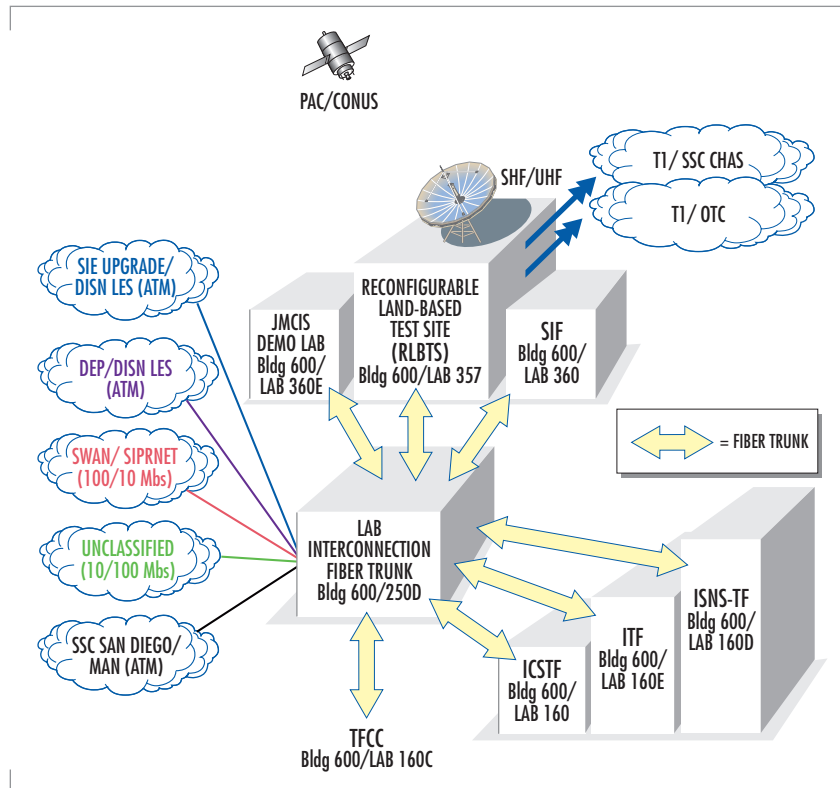 PAC/CONUS
SHF/UHF
T1/ SSC CHAS
T1/ OTC
SIE UPGRADE/
DISN LES (ATM)
DEP/DISN LES
(ATM)
SWAN/ SIPRNET
(100/10 Mbs)
UNCLASSIFIED
(10/100 Mbs)
SSC SAN DIEGO/
MAN (ATM)
JMCIS
DEMO LAB
Bldg 600/
LAB 360E
RECONFIGURABLE
LAND-BASED
TEST SITE
(RLBTS)
Bldg 600/LAB 357
SIF
Bldg 600/
LAB 360
= FIBER TRUNK
LAB
INTERCONNECTION
FIBER TRUNK
Bldg 600/250D
ICSTF
Bldg 600/
LAB 160
ITF
Bldg 600/
LAB 160E
ISNS-TF
Bldg 600/
LAB 160D
TFCC
Bldg 600/LAB 160C